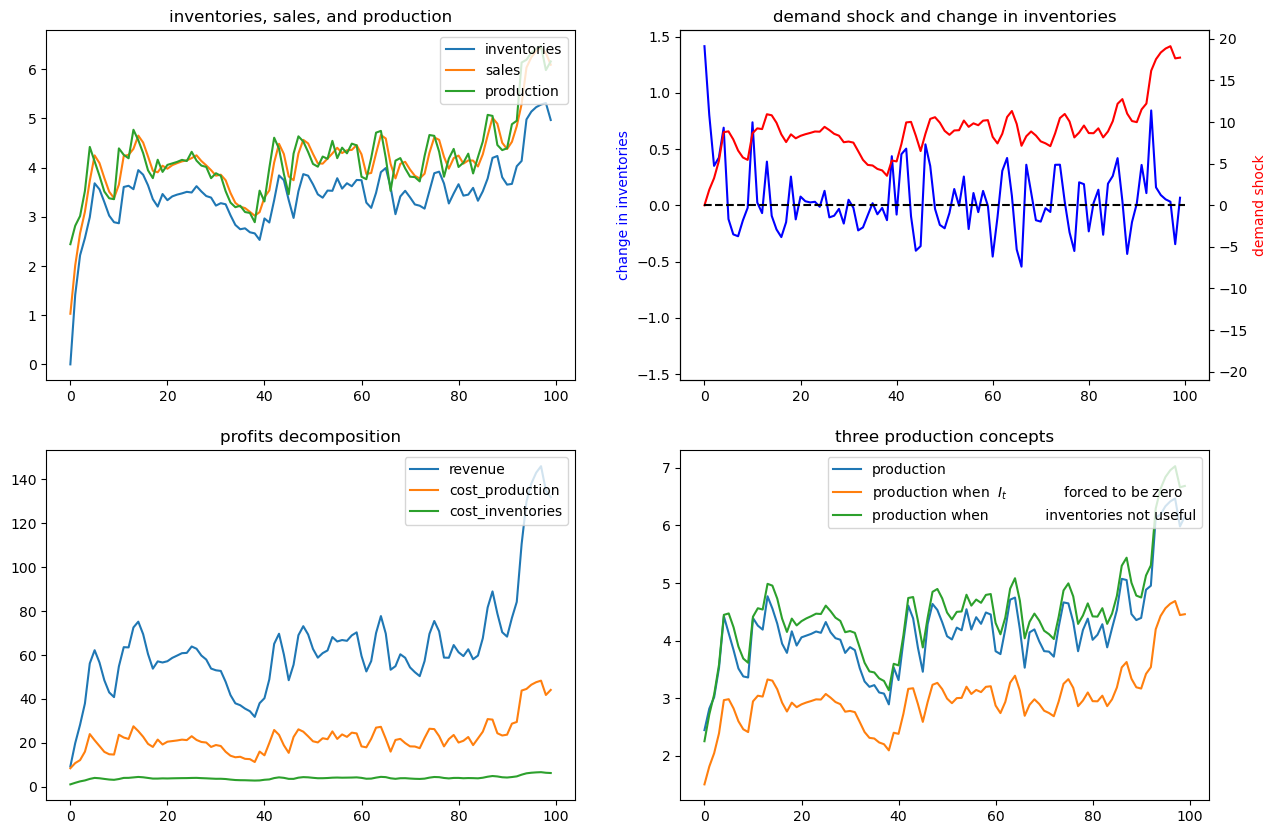 inventories, sales, and production
inventories
sales
production
6
5
4
3
2
1
0
0 20 40 60 80 100
demand shock and change in inventories
change in inventories
1.5
1.0
0.5
0.0
−0.5
−1.0
−1.5
20
15
10
5
0
−5
−10
−15
−20
demand shock
0 20 40 60 80 100
profits decomposition
revenue
cost_production
cost_inventories
140
120
100
80
60
40
20
0
0 20 40 60 80 100
three production concepts
production
production when I_t forced to be zero
production when inventories not useful
7
6
5
4
3
2
0 20 40 60 80 100